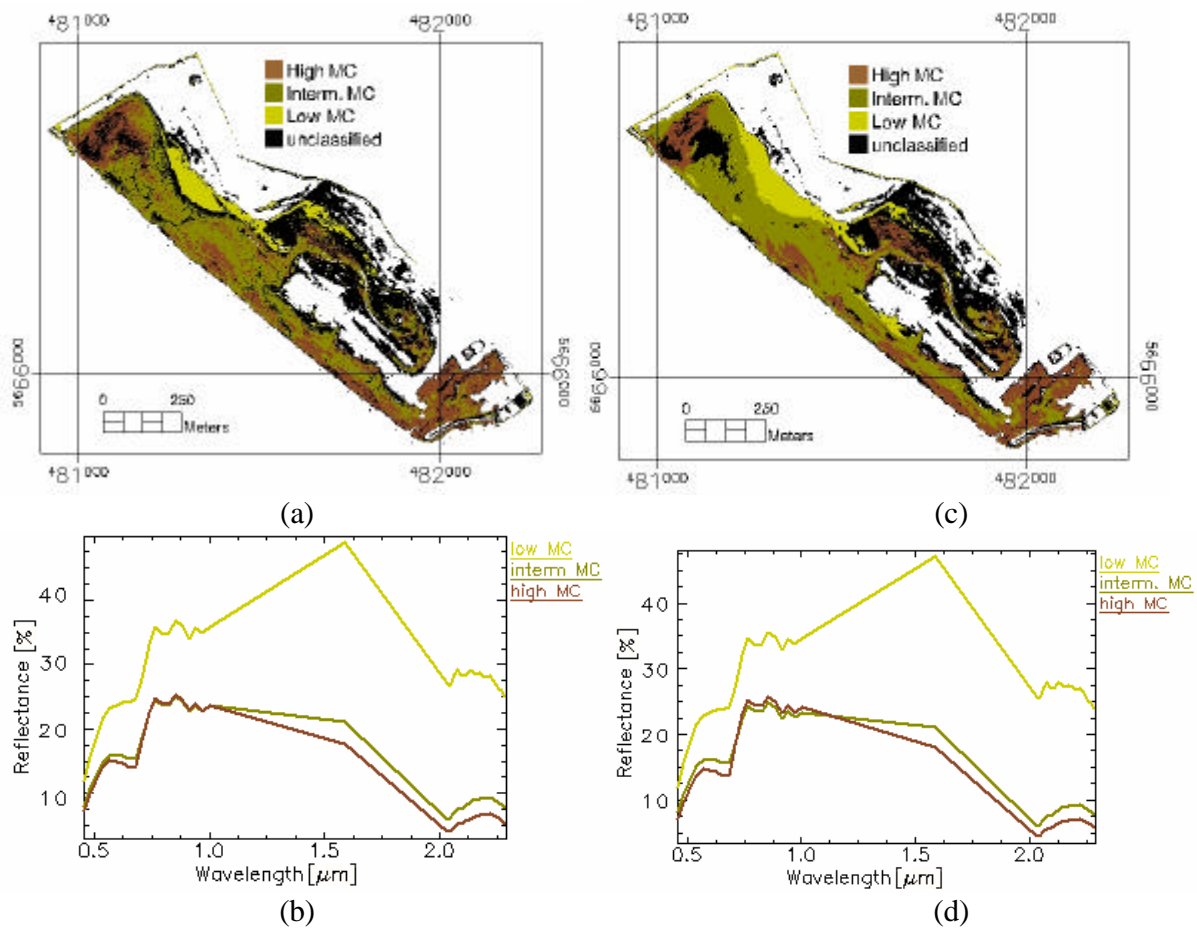 481000 482000
High MC
Interm. MC
Low MC
unclassified
5666000 5666000
0 250
Meters
481000 482000
(a)
481000 482000
High MC
Interm. MC
Low MC
unclassified
5666000 5666000
0 250
Meters
481000 482000
(c)
low MC
interm MC
high MC
Reflectance [%]
40
30
20
10
0.5 1.0 1.5 2.0
Wavelength [μm]
(b)
low MC
interm. MC
high MC
Reflectance [%]
40
30
20
10
0.5 1.0 1.5 2.0
Wavelength [μm]
(d)